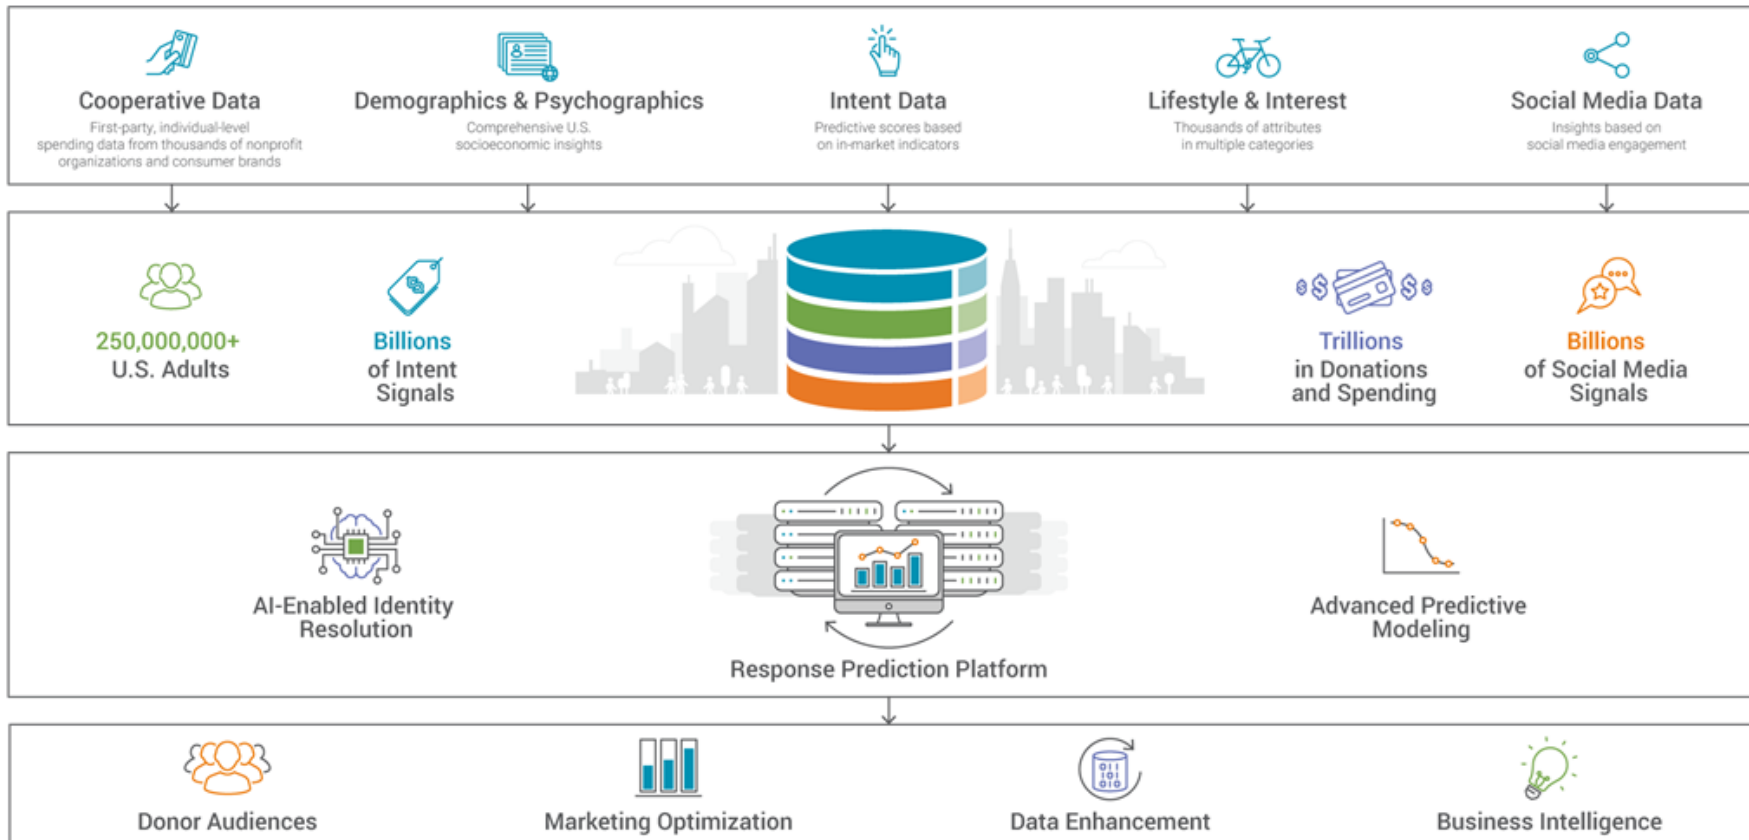 Cooperative Data
First-party, individual-level
spending data from thousands of nonprofit
organizations and consumer brands
Demographics & Psychographics
Comprehensive U.S.
socioeconomic insights
Intent Data
Predictive scores based
on in-market indicators
Lifestyle & Interest
Thousands of attributes
in multiple categories
Social Media Data
Insights based on
social media engagement
250,000,000+
U.S. Adults
Billions
of Intent
Signals
$ $ $ $
Trillions
in Donations
and Spending
Billions
of Social Media
Signals
AI-Enabled Identity
Resolution
Response Prediction Platform
Advanced Predictive
Modeling
Donor Audiences
Marketing Optimization
011
101
010
Data Enhancement
Business Intelligence